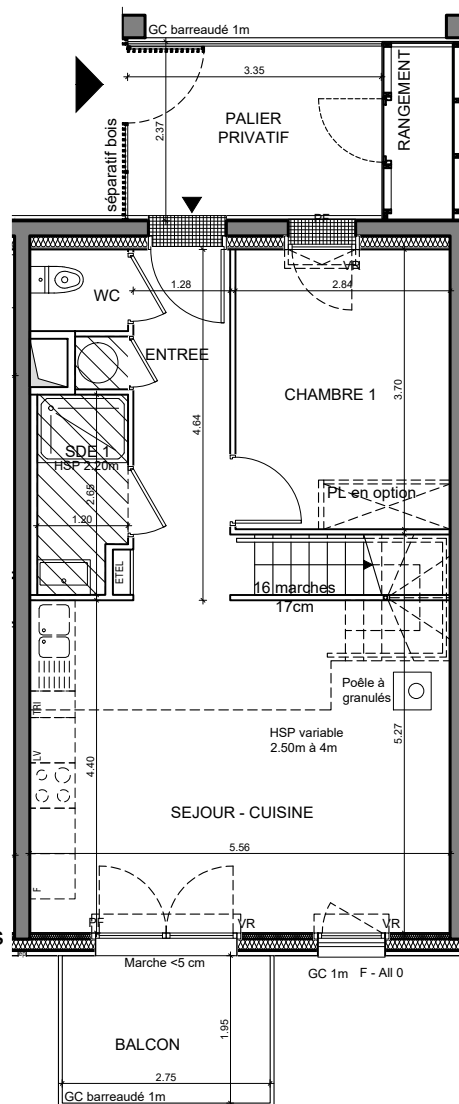 GC barreaudé 1m
3.35
PALIER
PRIVATIF
RANGEMENT
séparatif bois
2.37
PF
VR
WC
1.28
2.84
ENTREE
CHAMBRE 1
3.70
4.64
SDE 1
HSP 2.20m
2.65
1.20
PL en option
ETEL
16 marches
17cm
Poêle à
granulés
TRI
HSP variable
2.50m à 4m
5.27
LV
4.40
SEJOUR - CUISINE
5.56
F
PF
VR
VR
Marche <5 cm
GC 1m
F - All 0
1.95
BALCON
2.75
GC barreaudé 1m